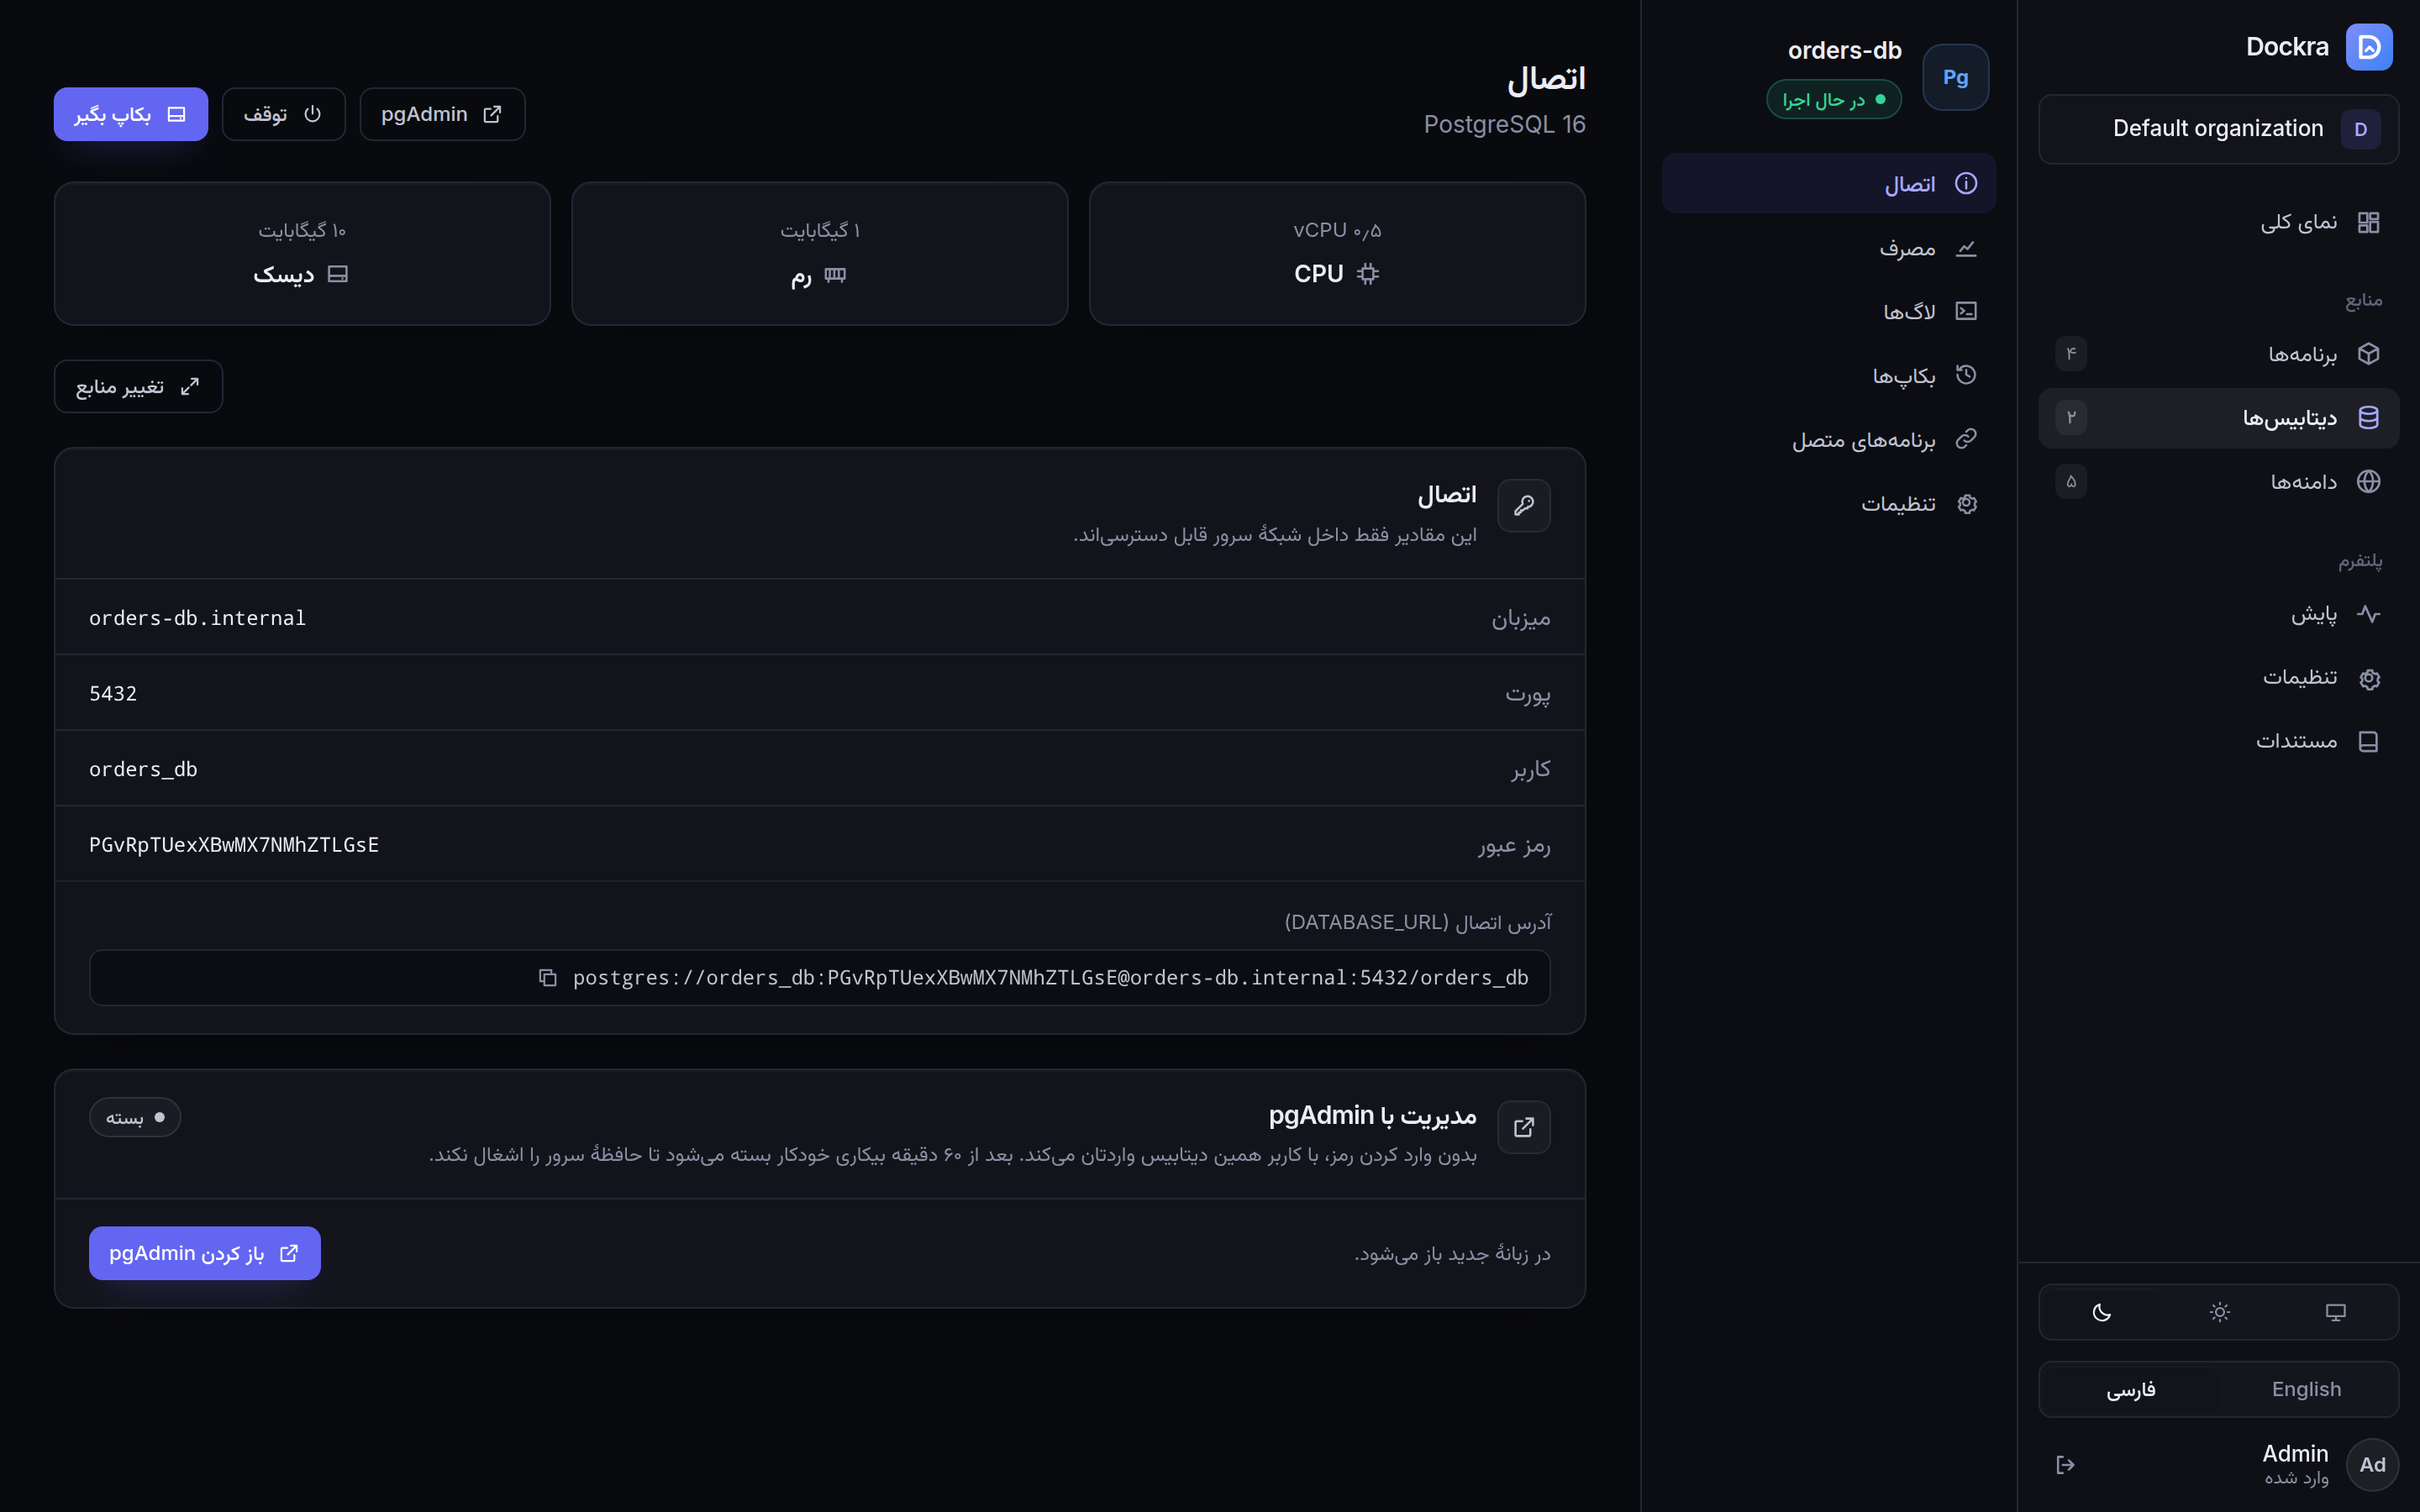 Dockra
D Default organization
نمای کلی
منابع
برنامه‌ها ۴
دیتابیس‌ها ۲
دامنه‌ها ۵
پلتفرم
پایش
تنظیمات
مستندات
English فارسی
Ad Admin
وارد شده
Pg orders-db
در حال اجرا
اتصال
مصرف
لاگ‌ها
بکاپ‌ها
برنامه‌های متصل
تنظیمات
اتصال
PostgreSQL 16
pgAdmin
توقف
بکاپ بگیر
۰٫۵ vCPU
CPU
۱ گیگابایت
رم
۱۰ گیگابایت
دیسک
تغییر منابع
اتصال
این مقادیر فقط داخل شبکهٔ سرور قابل دسترسی‌اند.
میزبان orders-db.internal
پورت 5432
کاربر orders_db
رمز عبور PGvRpTUexXBwMX7NMhZTLGsE
آدرس اتصال (DATABASE_URL)
postgres://orders_db:PGvRpTUexXBwMX7NMhZTLGsE@orders-db.internal:5432/orders_db
مدیریت با pgAdmin
بسته
بدون وارد کردن رمز، با کاربر همین دیتابیس واردتان می‌کند. بعد از ۶۰ دقیقه بیکاری خودکار بسته می‌شود تا حافظهٔ سرور را اشغال نکند.
در زبانهٔ جدید باز می‌شود.
باز کردن pgAdmin